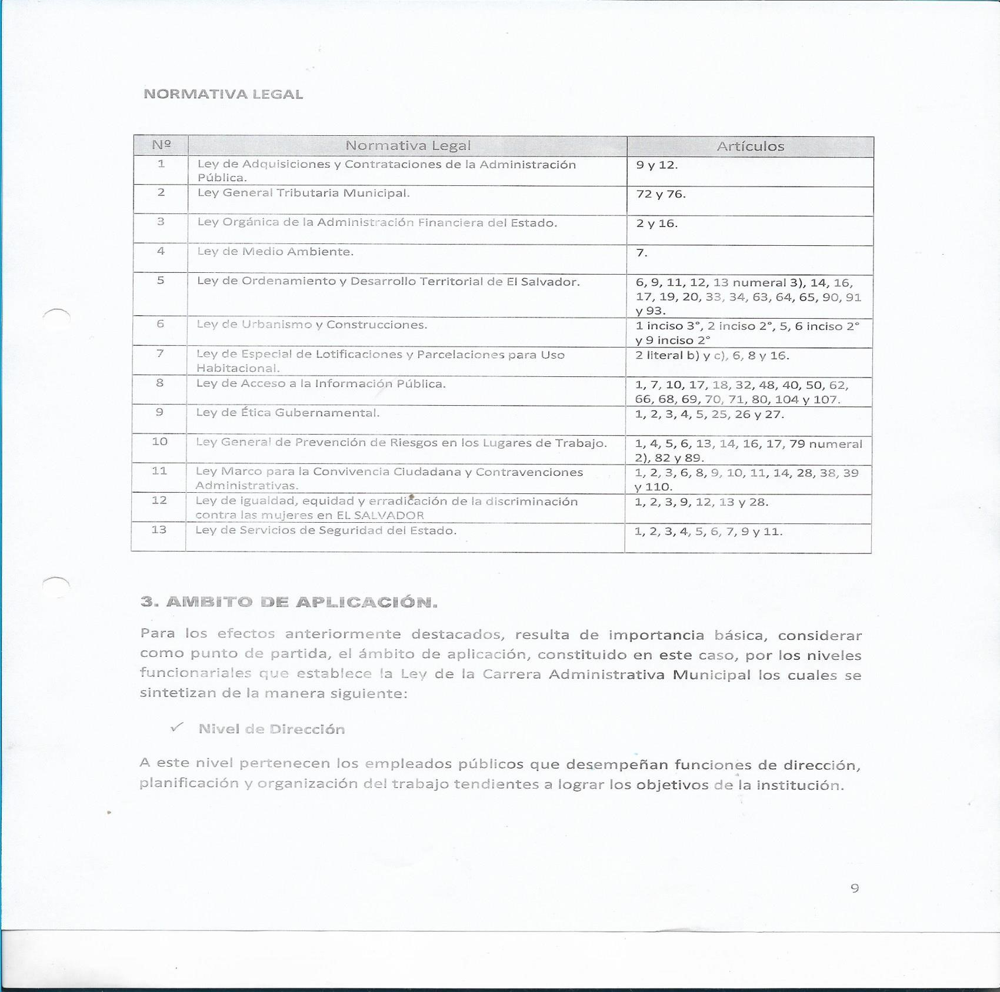 NORMATIVA LEGAL
Nº Normativa Legal Artículos
1 Ley de Adquisiciones y Contrataciones de la Administración 9 y 12.
Pública.
2 Ley General Tributaria Municipal. 72 y 76.
3 Ley Orgánica de la Administración Financiera del Estado. 2 y 16.
4 Ley de Medio Ambiente. 7.
5 Ley de Ordenamiento y Desarrollo Territorial de El Salvador. 6, 9, 11, 12, 13 numeral 3), 14, 16,
17, 19, 20, 33, 34, 63, 64, 65, 90, 91
y 93.
6 Ley de Urbanismo y Construcciones. 1 inciso 3°, 2 inciso 2°, 5, 6 inciso 2°
y 9 inciso 2°
7 Ley de Especial de Lotificaciones y Parcelaciones para Uso 2 literal b) y c), 6, 8 y 16.
Habitacional.
8 Ley de Acceso a la Información Pública. 1, 7, 10, 17, 18, 32, 48, 40, 50, 62,
66, 68, 69, 70, 71, 80, 104 y 107.
9 Ley de Ética Gubernamental. 1, 2, 3, 4, 5, 25, 26 y 27.
10 Ley General de Prevención de Riesgos en los Lugares de Trabajo. 1, 4, 5, 6, 13, 14, 16, 17, 79 numeral
2), 82 y 89.
11 Ley Marco para la Convivencia Ciudadana y Contravenciones 1, 2, 3, 6, 8, 9, 10, 11, 14, 28, 38, 39
Administrativas. y 110.
12 Ley de igualdad, equidad y erradicación de la discriminación 1, 2, 3, 9, 12, 13 y 28.
contra las mujeres en EL SALVADOR
13 Ley de Servicios de Seguridad del Estado. 1, 2, 3, 4, 5, 6, 7, 9 y 11.
3. AMBITO DE APLICACIÓN.
Para los efectos anteriormente destacados, resulta de importancia básica, considerar
como punto de partida, el ámbito de aplicación, constituido en este caso, por los niveles
funcionariales que establece la Ley de la Carrera Administrativa Municipal los cuales se
sintetizan de la manera siguiente:
✓ Nivel de Dirección
A este nivel pertenecen los empleados públicos que desempeñan funciones de dirección,
planificación y organización del trabajo tendientes a lograr los objetivos de la institución.
9